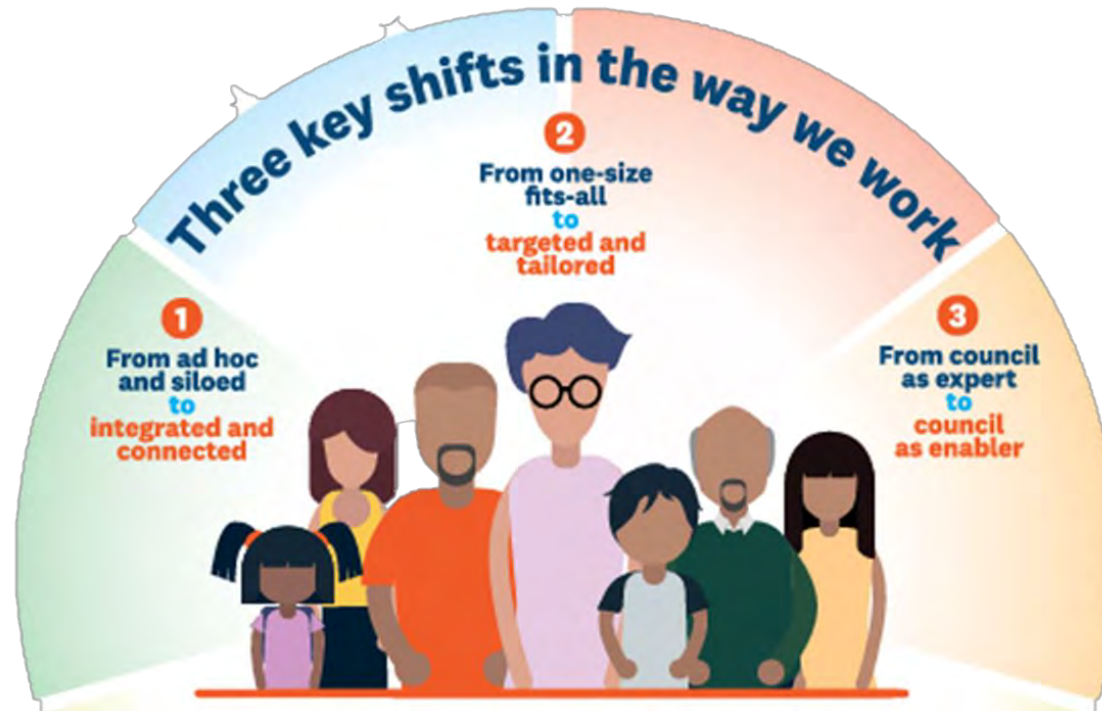 Three key shifts in the way we work
1
From ad hoc
and siloed
to
integrated and
connected
2
From one-size
fits-all
to
targeted and
tailored
3
From council
as expert
to
council
as enabler